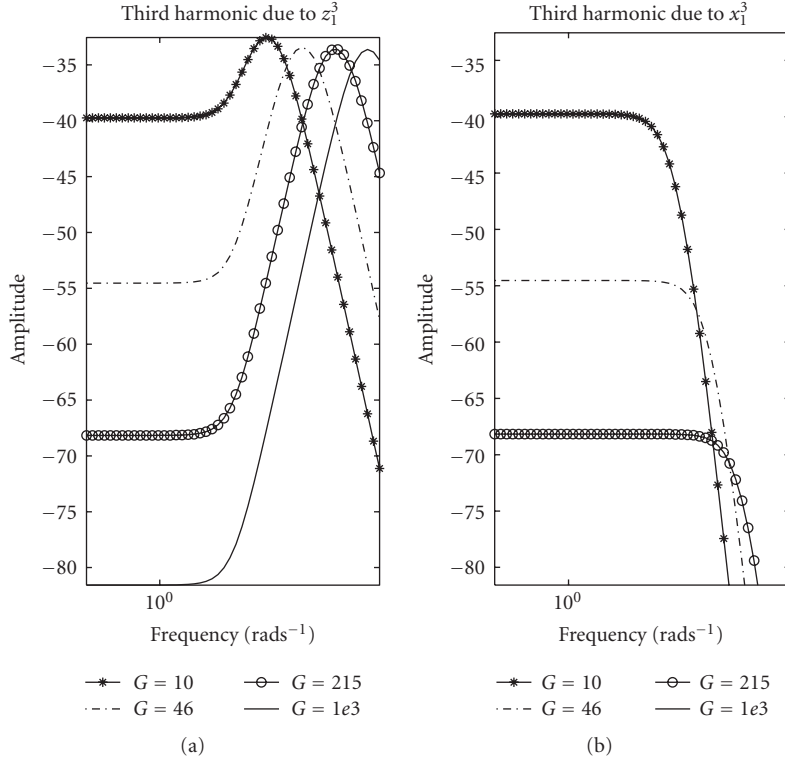 Third harmonic due to z₁³
−35
−40
−45
−50
−55
−60
−65
−70
−75
−80
Amplitude
10⁰
Frequency (rads⁻¹)
G = 10
G = 46
G = 215
G = 1e3
(a)
Third harmonic due to x₁³
−35
−40
−45
−50
−55
−60
−65
−70
−75
−80
Amplitude
10⁰
Frequency (rads⁻¹)
G = 10
G = 46
G = 215
G = 1e3
(b)